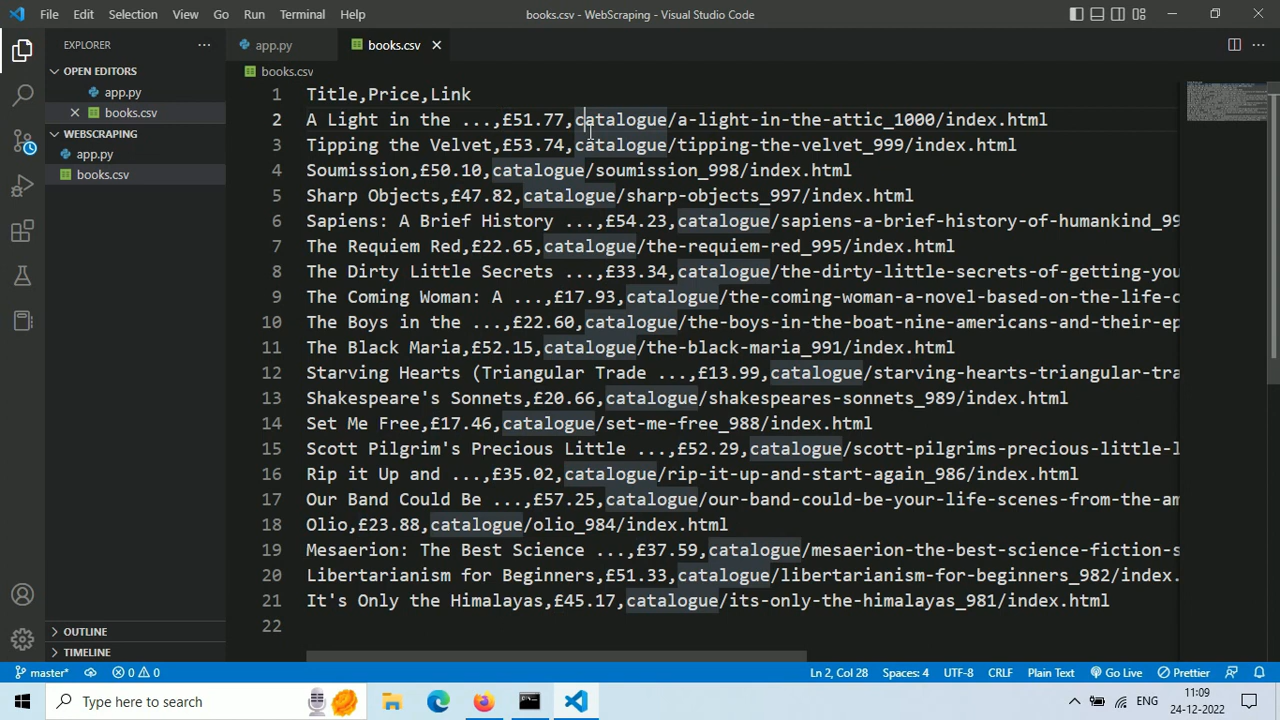 File Edit Selection View Go Run Terminal Help
books.csv - WebScraping - Visual Studio Code
EXPLORER
app.py
books.csv
OPEN EDITORS
books.csv
app.py
books.csv
WEBSCRAPING
app.py
books.csv
1 Title,Price,Link
2 A Light in the ...,£51.77,catalogue/a-light-in-the-attic_1000/index.html
3 Tipping the Velvet,£53.74,catalogue/tipping-the-velvet_999/index.html
4 Soumission,£50.10,catalogue/soumission_998/index.html
5 Sharp Objects,£47.82,catalogue/sharp-objects_997/index.html
6 Sapiens: A Brief History ...,£54.23,catalogue/sapiens-a-brief-history-of-humankind_99
7 The Requiem Red,£22.65,catalogue/the-requiem-red_995/index.html
8 The Dirty Little Secrets ...,£33.34,catalogue/the-dirty-little-secrets-of-getting-you
9 The Coming Woman: A ...,£17.93,catalogue/the-coming-woman-a-novel-based-on-the-life-c
10 The Boys in the ...,£22.60,catalogue/the-boys-in-the-boat-nine-americans-and-their-ep
11 The Black Maria,£52.15,catalogue/the-black-maria_991/index.html
12 Starving Hearts (Triangular Trade ...,£13.99,catalogue/starving-hearts-triangular-tra
13 Shakespeare's Sonnets,£20.66,catalogue/shakespeares-sonnets_989/index.html
14 Set Me Free,£17.46,catalogue/set-me-free_988/index.html
15 Scott Pilgrim's Precious Little ...,£52.29,catalogue/scott-pilgrims-precious-little-l
16 Rip it Up and ...,£35.02,catalogue/rip-it-up-and-start-again_986/index.html
17 Our Band Could Be ...,£57.25,catalogue/our-band-could-be-your-life-scenes-from-the-am
18 Olio,£23.88,catalogue/olio_984/index.html
19 Mesaerion: The Best Science ...,£37.59,catalogue/mesaerion-the-best-science-fiction-s
20 Libertarianism for Beginners,£51.33,catalogue/libertarianism-for-beginners_982/index.
21 It's Only the Himalayas,£45.17,catalogue/its-only-the-himalayas_981/index.html
22
OUTLINE
TIMELINE
master* 0 0
Ln 2, Col 28 Spaces: 4 UTF-8 CRLF Plain Text Go Live Prettier
Type here to search
ENG
11:09
24-12-2022